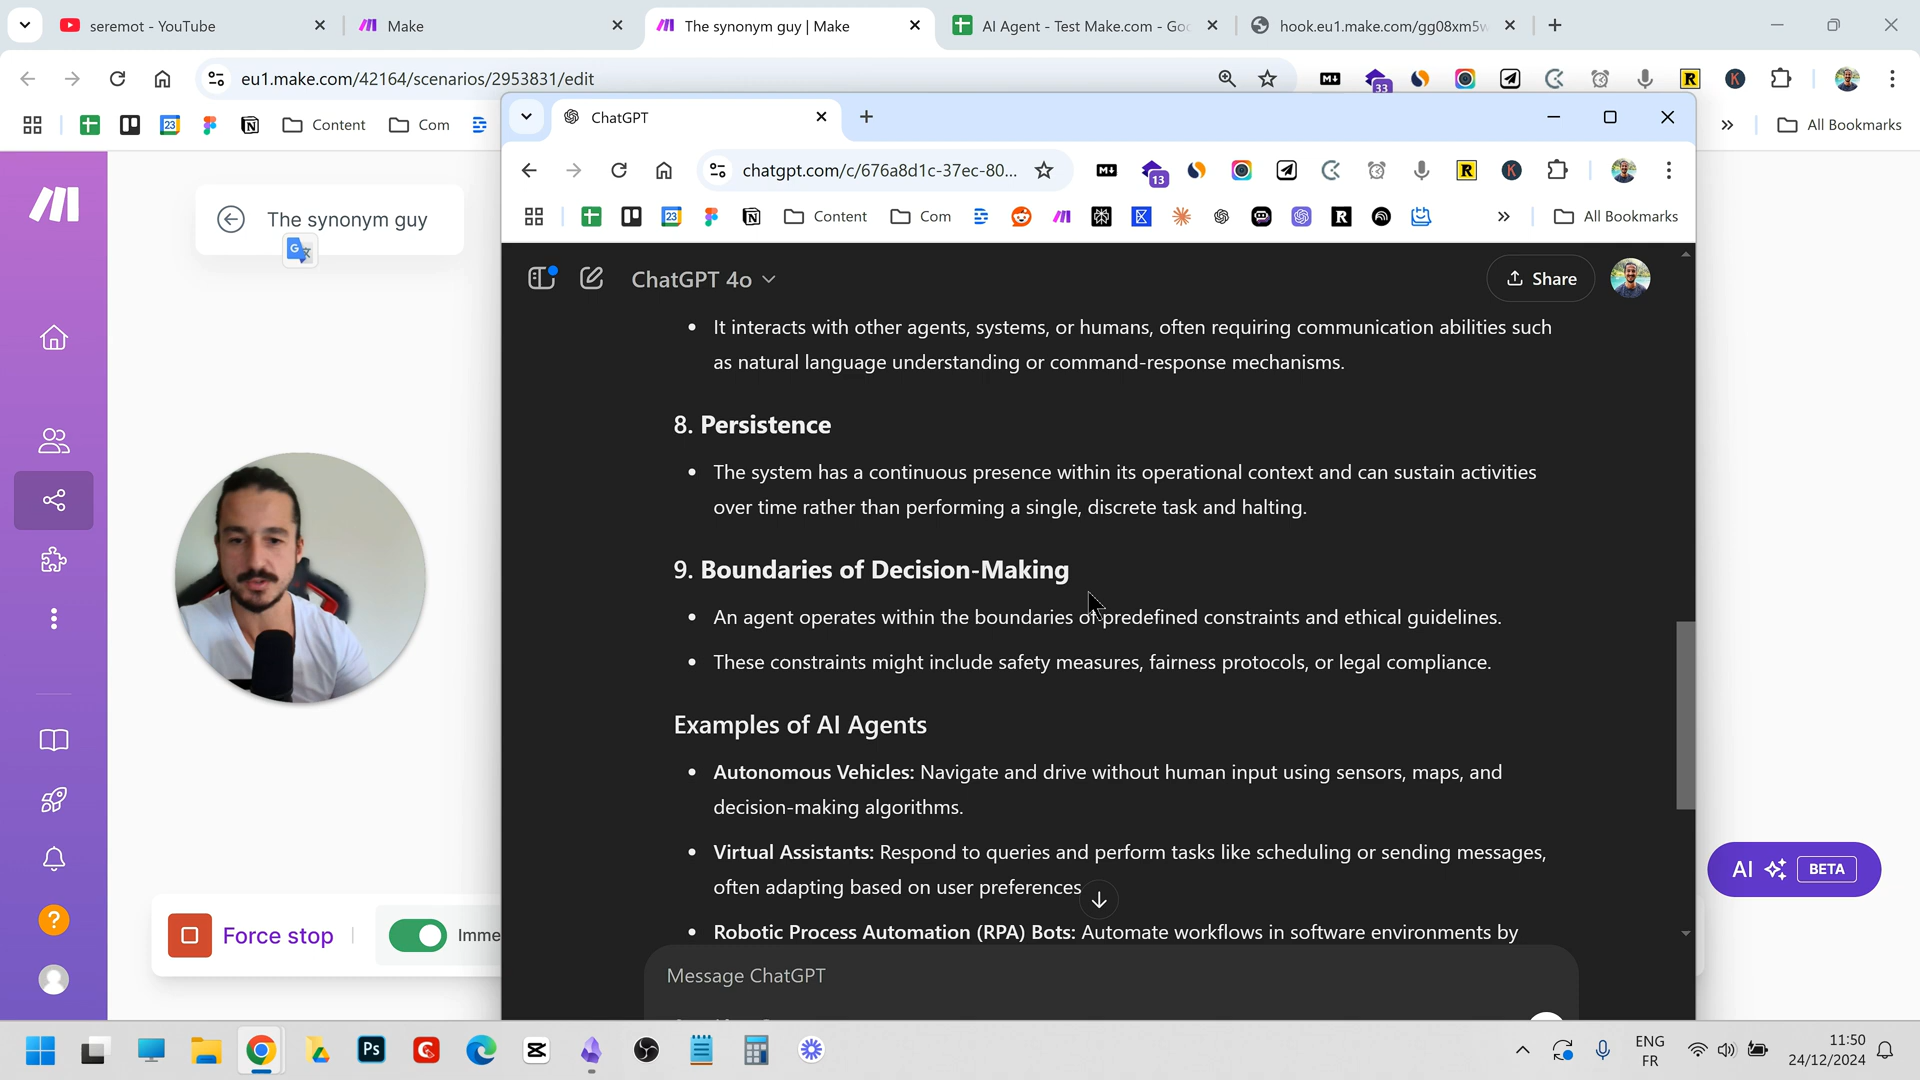 seremot - YouTube
Make
The synonym guy | Make
AI Agent - Test Make.com - Goo
hook.eu1.make.com/gg08xm5w
eu1.make.com/42164/scenarios/2953831/edit
33
Content
Com
All Bookmarks
ChatGPT
chatgpt.com/c/676a8d1c-37ec-80...
13
Content
Com
All Bookmarks
The synonym guy
ChatGPT 4o
Share
It interacts with other agents, systems, or humans, often requiring communication abilities such
as natural language understanding or command-response mechanisms.
8. Persistence
The system has a continuous presence within its operational context and can sustain activities
over time rather than performing a single, discrete task and halting.
9. Boundaries of Decision-Making
An agent operates within the boundaries of predefined constraints and ethical guidelines.
These constraints might include safety measures, fairness protocols, or legal compliance.
Examples of AI Agents
Autonomous Vehicles: Navigate and drive without human input using sensors, maps, and
decision-making algorithms.
Virtual Assistants: Respond to queries and perform tasks like scheduling or sending messages,
often adapting based on user preferences
Robotic Process Automation (RPA) Bots: Automate workflows in software environments by
Message ChatGPT
AI BETA
Force stop
Imme
ENG
FR
11:50
24/12/2024